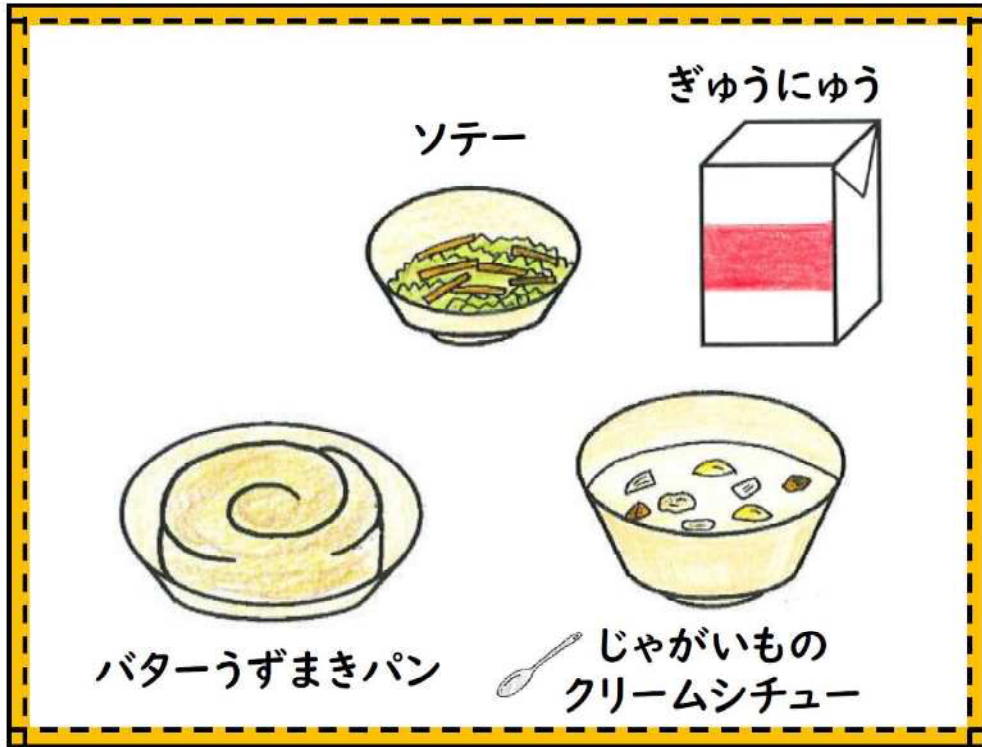 ぎゅうにゅう
ソテー
バターうずまきパン
じゃがいもの
クリームシチュー